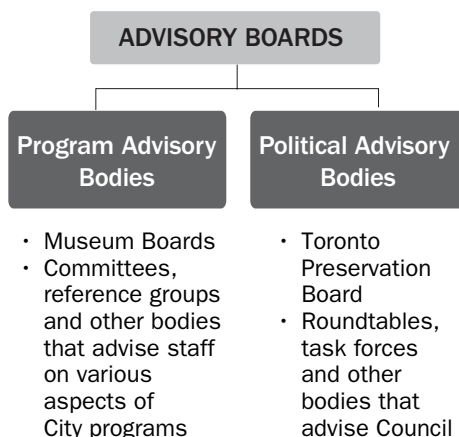 ADVISORY BOARDS
Program Advisory
Bodies
· Museum Boards
· Committees,
reference groups
and other bodies
that advise staff
on various
aspects of
City programs
Political Advisory
Bodies
· Toronto
Preservation
Board
· Roundtables,
task forces
and other
bodies that
advise Council